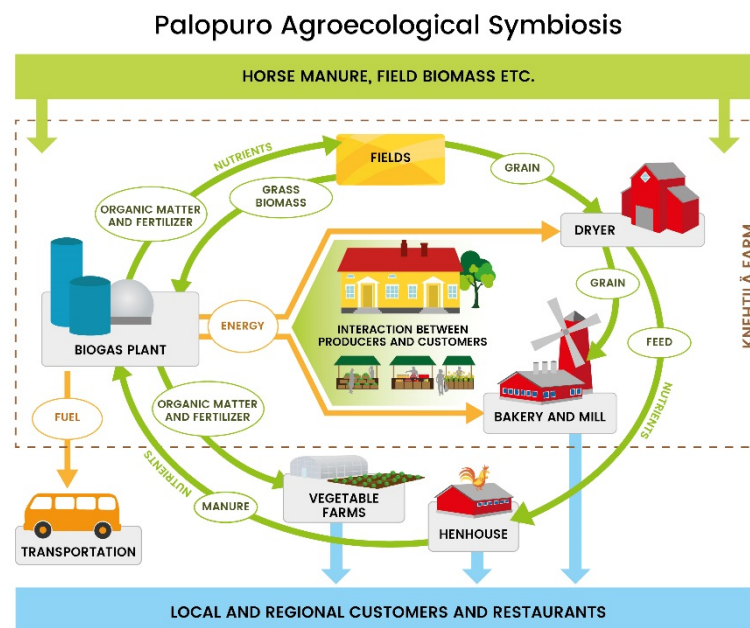 Palopuro Agroecological Symbiosis
HORSE MANURE, FIELD BIOMASS ETC.
NUTRIENTS
FIELDS
GRAIN
GRASS
BIOMASS
ORGANIC MATTER
AND FERTILIZER
DRYER
KNEHTILÄ FARM
GRAIN
ENERGY
INTERACTION BETWEEN
PRODUCERS AND CUSTOMERS
FEED
BIOGAS PLANT
FUEL
ORGANIC MATTER
AND FERTILIZER
BAKERY AND MILL
NUTRIENTS
NUTRIENTS
MANURE
VEGETABLE
FARMS
HENHOUSE
TRANSPORTATION
LOCAL AND REGIONAL CUSTOMERS AND RESTAURANTS